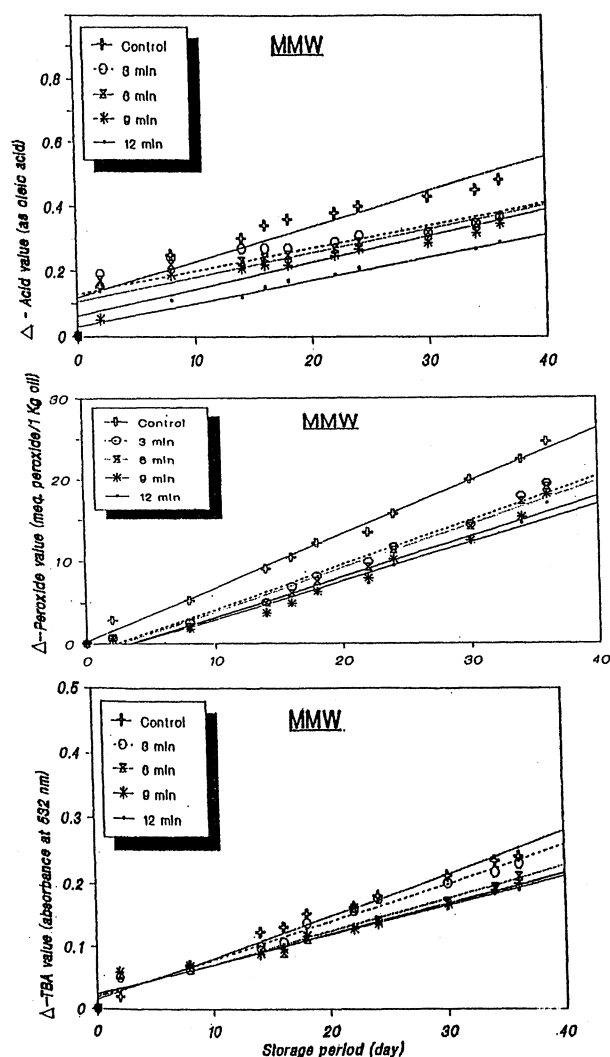 MMW
Control
3 min
6 min
9 min
12 min
0.8
0.6
0.4
0.2
0
0 10 20 30 40
Δ - Acid value (as oleic acid)
MMW
Control
3 min
6 min
9 min
12 min
30
20
10
0
0 10 20 30 40
Δ-Peroxide value (meq. peroxide/1 Kg oil)
MMW
Control
3 min
6 min
9 min
12 min
0.5
0.4
0.3
0.2
0.1
0
0 10 20 30 .40
Δ-TBA value (absorbance at 532 nm)
Storage period (day)